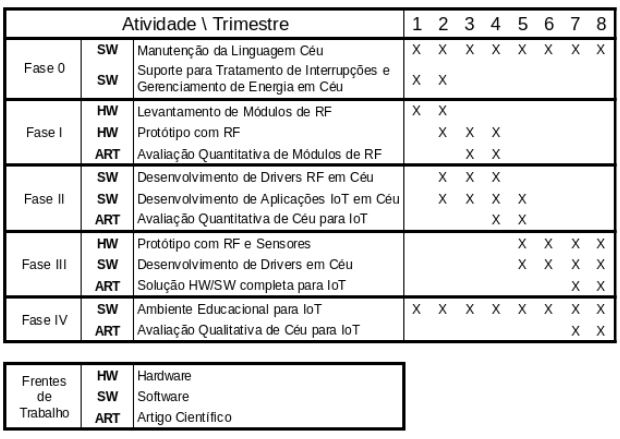 Atividade \ Trimestre 1 2 3 4 5 6 7 8
Fase 0
SW Manutenção da Linguagem Céu X X X X X X X X
SW Suporte para Tratamento de Interrupções e
Gerenciamento de Energia em Céu X X
Fase I
HW Levantamento de Módulos de RF X X
HW Protótipo com RF X X X
ART Avaliação Quantitativa de Módulos de RF X X
Fase II
SW Desenvolvimento de Drivers RF em Céu X X X
SW Desenvolvimento de Aplicações IoT em Céu X X X X
ART Avaliação Quantitativa de Céu para IoT X X
Fase III
HW Protótipo com RF e Sensores X X X X
SW Desenvolvimento de Drivers em Céu X X X X
ART Solução HW/SW completa para IoT X X
Fase IV
SW Ambiente Educacional para IoT X X X X X X X X
ART Avaliação Qualitativa de Céu para IoT X X
Frentes
de
Trabalho
HW Hardware
SW Software
ART Artigo Científico